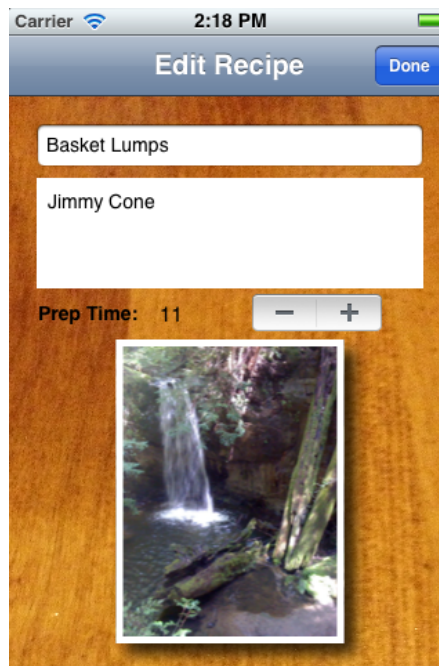 Carrier 2:18 PM
Edit Recipe Done
Basket Lumps
Jimmy Cone
Prep Time: 11 − +